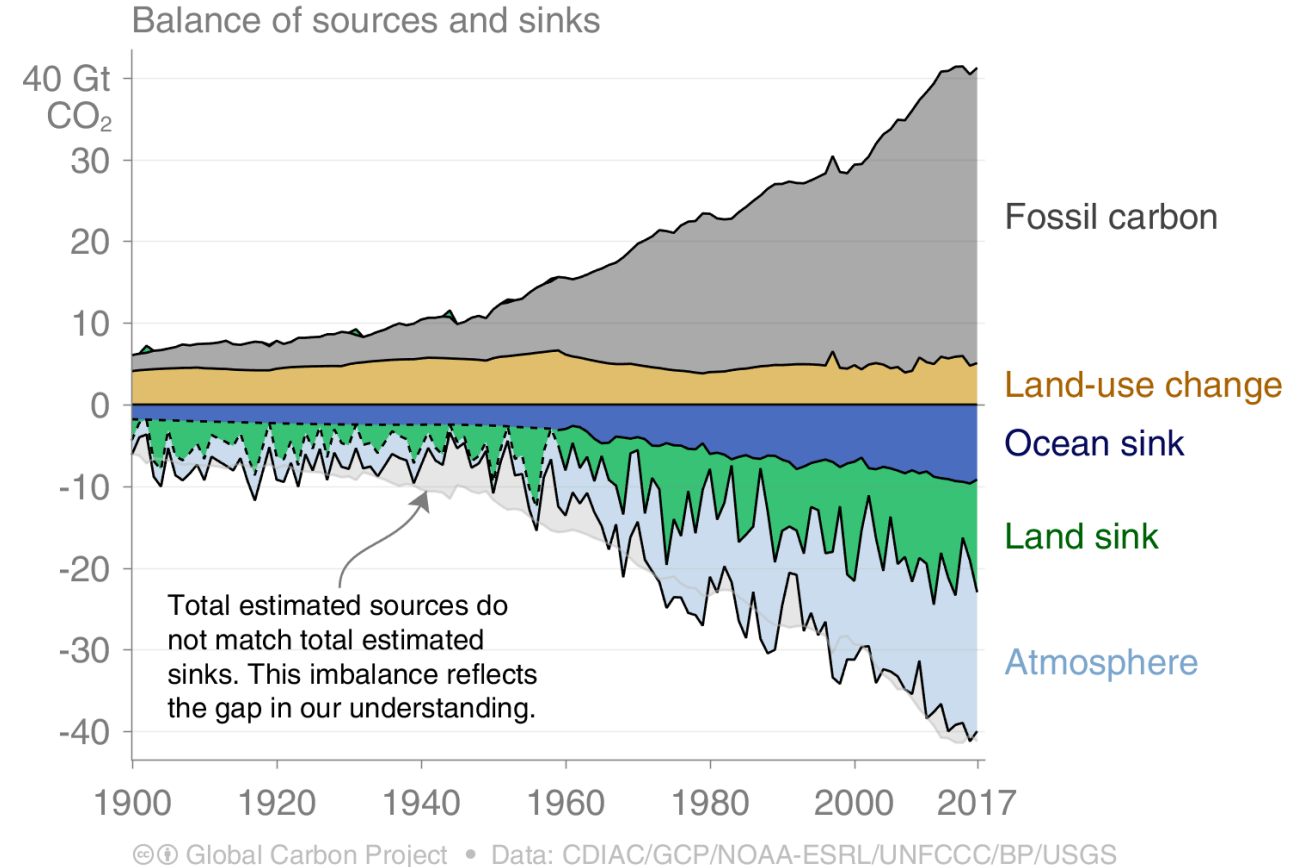 Balance of sources and sinks
40 Gt
CO₂
30
20
10
0
-10
-20
-30
-40
Fossil carbon
Land-use change
Ocean sink
Land sink
Atmosphere
Total estimated sources do
not match total estimated
sinks. This imbalance reflects
the gap in our understanding.
1900 1920 1940 1960 1980 2000 2017
cc Global Carbon Project • Data: CDIAC/GCP/NOAA-ESRL/UNFCCC/BP/USGS